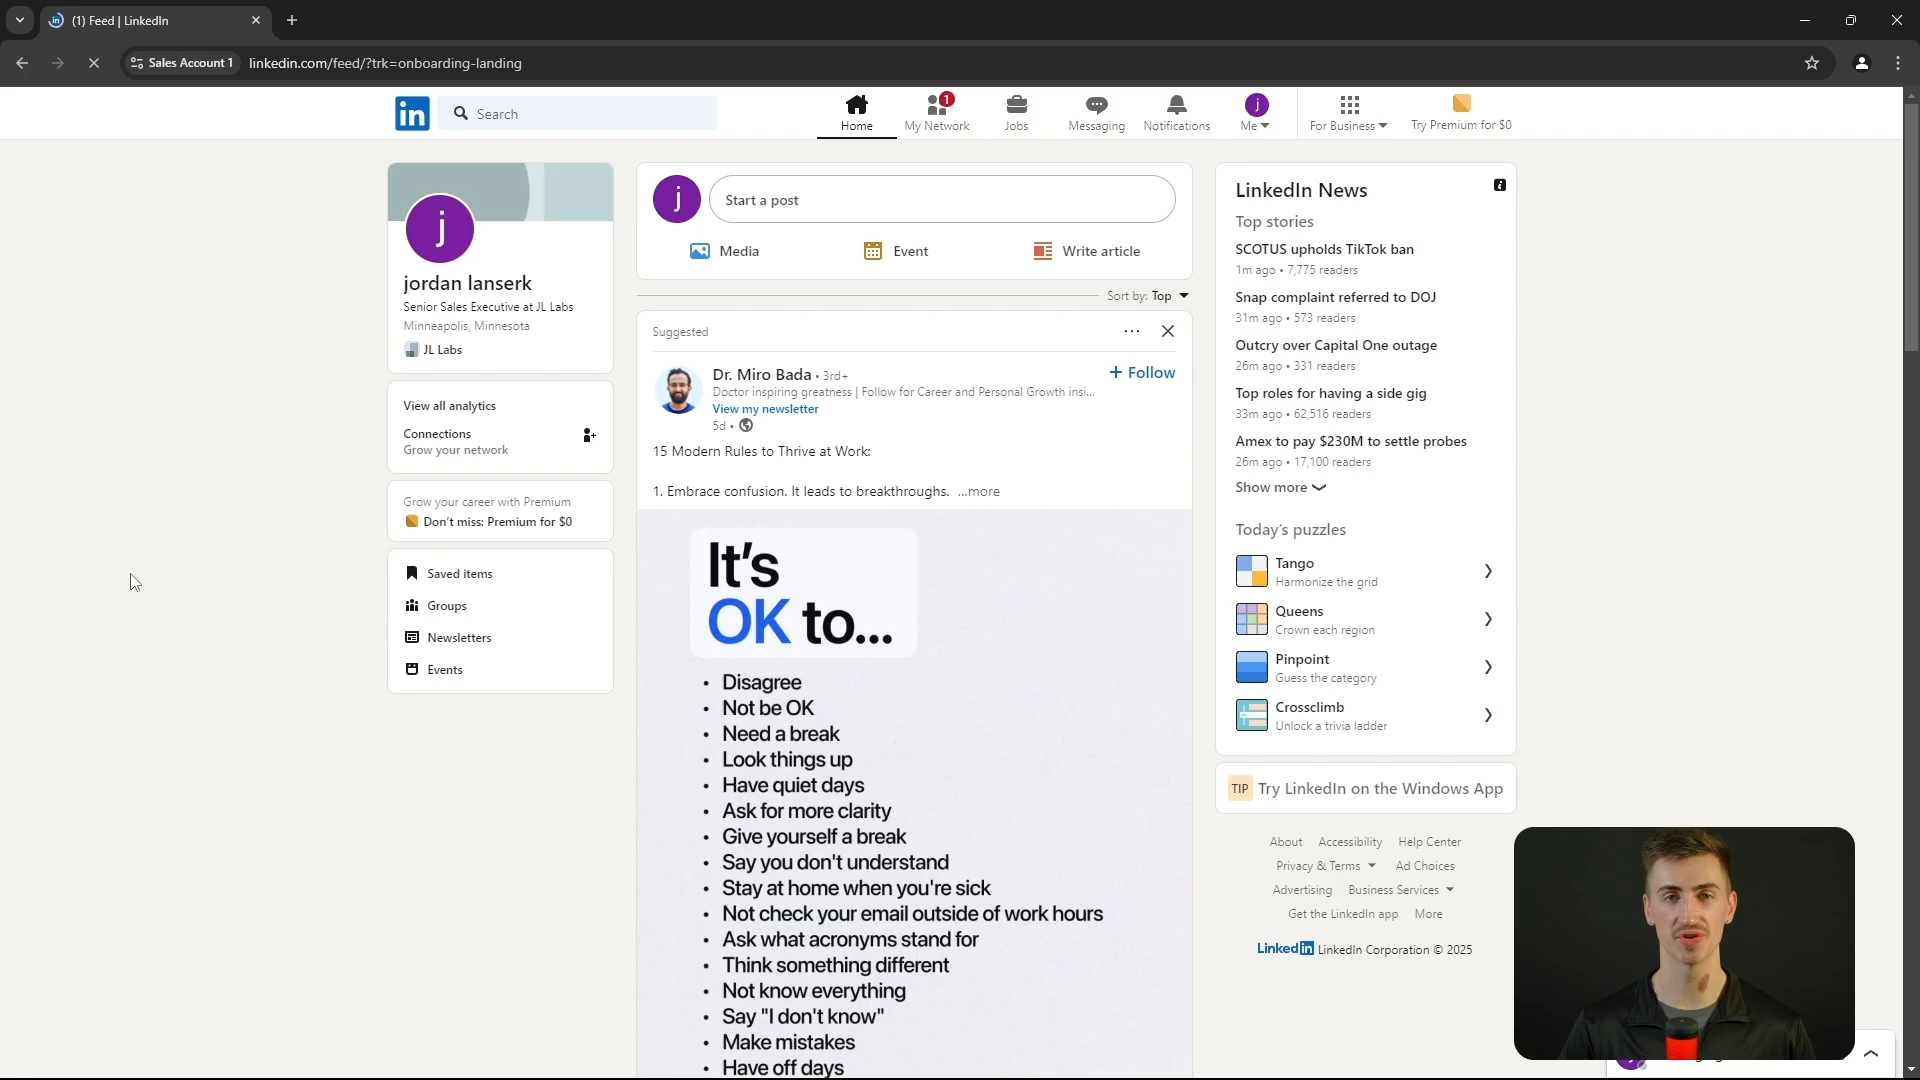 (1) Feed | LinkedIn
Sales Account 1
linkedin.com/feed/?trk=onboarding-landing
in
Search
Home
1
My Network
Jobs
Messaging
Notifications
j
Me
For Business
Try Premium for $0
j
jordan lanserk
Senior Sales Executive at JL Labs
Minneapolis, Minnesota
JL Labs
View all analytics
Connections
Grow your network
Grow your career with Premium
Don't miss: Premium for $0
Saved items
Groups
Newsletters
Events
j
Start a post
Media
Event
Write article
Sort by: Top
Suggested
Dr. Miro Bada • 3rd+
Doctor inspiring greatness | Follow for Career and Personal Growth insi...
View my newsletter
5d •
+ Follow
15 Modern Rules to Thrive at Work:
1. Embrace confusion. It leads to breakthroughs. ...more
It's
OK to...
• Disagree
• Not be OK
• Need a break
• Look things up
• Have quiet days
• Ask for more clarity
• Give yourself a break
• Say you don't understand
• Stay at home when you're sick
• Not check your email outside of work hours
• Ask what acronyms stand for
• Think something different
• Not know everything
• Say "I don't know"
• Make mistakes
• Have off days
LinkedIn News
Top stories
SCOTUS upholds TikTok ban
1m ago • 7,775 readers
Snap complaint referred to DOJ
31m ago • 573 readers
Outcry over Capital One outage
26m ago • 331 readers
Top roles for having a side gig
33m ago • 62,516 readers
Amex to pay $230M to settle probes
26m ago • 17,100 readers
Show more
Today's puzzles
Tango
Harmonize the grid
Queens
Crown each region
Pinpoint
Guess the category
Crossclimb
Unlock a trivia ladder
TIP Try LinkedIn on the Windows App
About Accessibility Help Center
Privacy & Terms Ad Choices
Advertising Business Services
Get the LinkedIn app More
LinkedIn LinkedIn Corporation © 2025